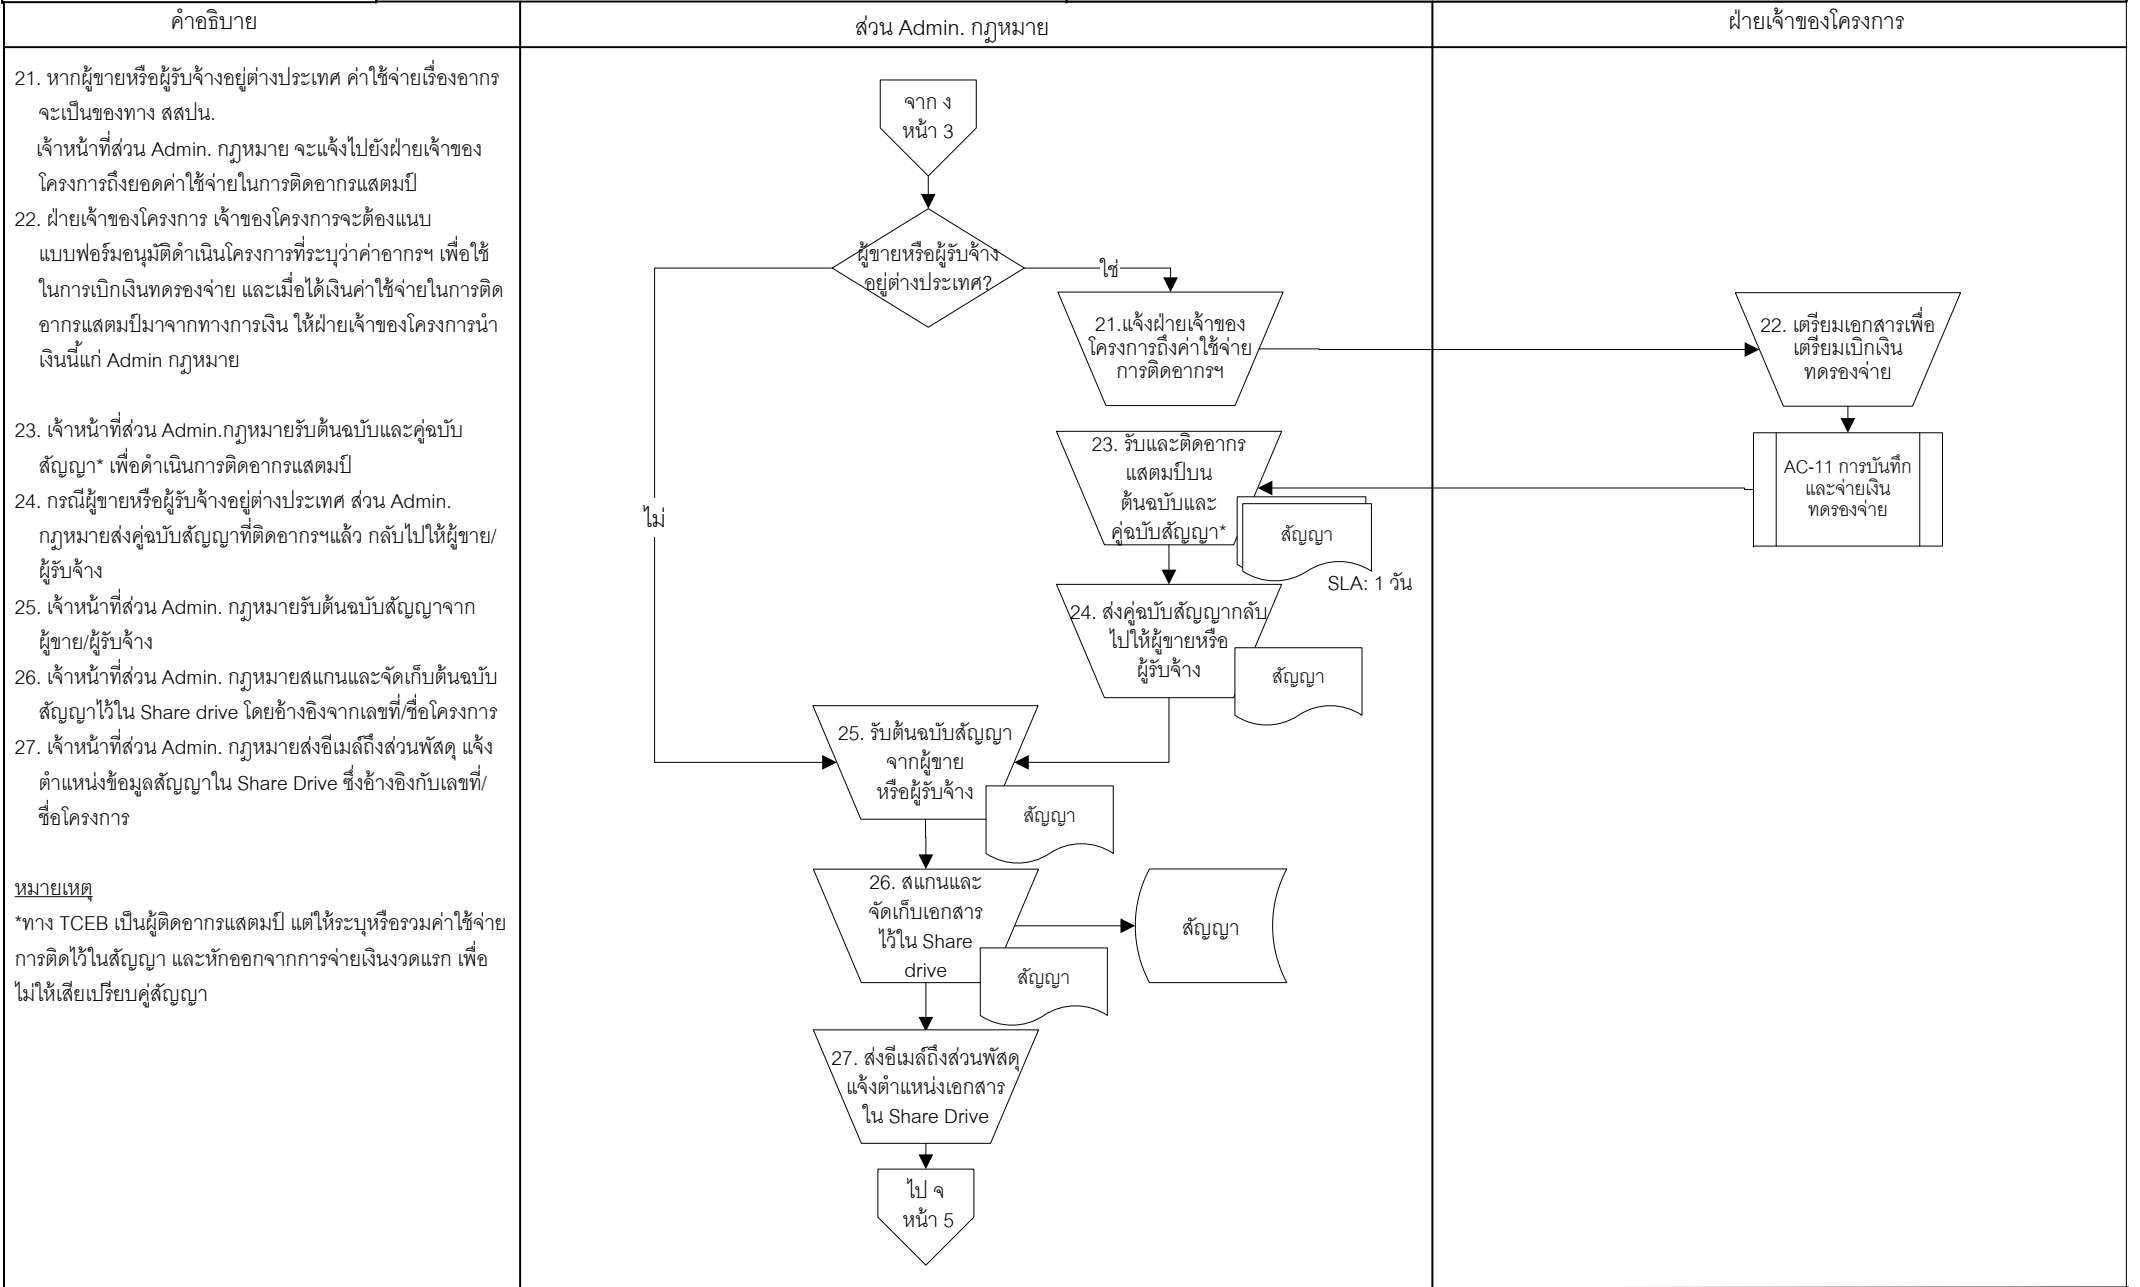 คำอธิบาย
ส่วน Admin. กฎหมาย
ฝ่ายเจ้าของโครงการ
21. หากผู้ขายหรือผู้รับจ้างอยู่ต่างประเทศ ค่าใช้จ่ายเรื่องอากร
จะเป็นของทาง สสปน.
เจ้าหน้าที่ส่วน Admin. กฎหมาย จะแจ้งไปยังฝ่ายเจ้าของ
โครงการถึงยอดค่าใช้จ่ายในการติดอากรแสตมป์
22. ฝ่ายเจ้าของโครงการ เจ้าของโครงการจะต้องแนบ
แบบฟอร์มอนุมัติดำเนินโครงการที่ระบุว่าค่าอากรฯ เพื่อใช้
ในการเบิกเงินทดรองจ่าย และเมื่อได้เงินค่าใช้จ่ายในการติด
อากรแสตมป์มาจากทางการเงิน ให้ฝ่ายเจ้าของโครงการนำ
เงินนี้แก่ Admin กฎหมาย
23. เจ้าหน้าที่ส่วน Admin.กฎหมายรับต้นฉบับและคู่ฉบับ
สัญญา* เพื่อดำเนินการติดอากรแสตมป์
24. กรณีผู้ขายหรือผู้รับจ้างอยู่ต่างประเทศ ส่วน Admin.
กฎหมายส่งคู่ฉบับสัญญาที่ติดอากรฯแล้ว กลับไปให้ผู้ขาย/
ผู้รับจ้าง
25. เจ้าหน้าที่ส่วน Admin. กฎหมายรับต้นฉบับสัญญาจาก
ผู้ขาย/ผู้รับจ้าง
26. เจ้าหน้าที่ส่วน Admin. กฎหมายสแกนและจัดเก็บต้นฉบับ
สัญญาไว้ใน Share drive โดยอ้างอิงจากเลขที่/ชื่อโครงการ
27. เจ้าหน้าที่ส่วน Admin. กฎหมายส่งอีเมล์ถึงส่วนพัสดุ แจ้ง
ตำแหน่งข้อมูลสัญญาใน Share Drive ซึ่งอ้างอิงกับเลขที่/
ชื่อโครงการ
หมายเหตุ
*ทาง TCEB เป็นผู้ติดอากรแสตมป์ แต่ให้ระบุหรือรวมค่าใช้จ่าย
การติดไว้ในสัญญา และหักออกจากการจ่ายเงินงวดแรก เพื่อ
ไม่ให้เสียเปรียบคู่สัญญา
จาก ง
หน้า 3
ผู้ขายหรือผู้รับจ้าง
อยู่ต่างประเทศ?
ใช่
ไม่
21.แจ้งฝ่ายเจ้าของ
โครงการถึงค่าใช้จ่าย
การติดอากรฯ
22. เตรียมเอกสารเพื่อ
เตรียมเบิกเงิน
ทดรองจ่าย
AC-11 การบันทึก
และจ่ายเงิน
ทดรองจ่าย
23. รับและติดอากร
แสตมป์บน
ต้นฉบับและ
คู่ฉบับสัญญา*
สัญญา
SLA: 1 วัน
24. ส่งคู่ฉบับสัญญากลับ
ไปให้ผู้ขายหรือ
ผู้รับจ้าง
สัญญา
25. รับต้นฉบับสัญญา
จากผู้ขาย
หรือผู้รับจ้าง
สัญญา
26. สแกนและ
จัดเก็บเอกสาร
ไว้ใน Share
drive
สัญญา
สัญญา
27. ส่งอีเมล์ถึงส่วนพัสดุ
แจ้งตำแหน่งเอกสาร
ใน Share Drive
ไป จ
หน้า 5